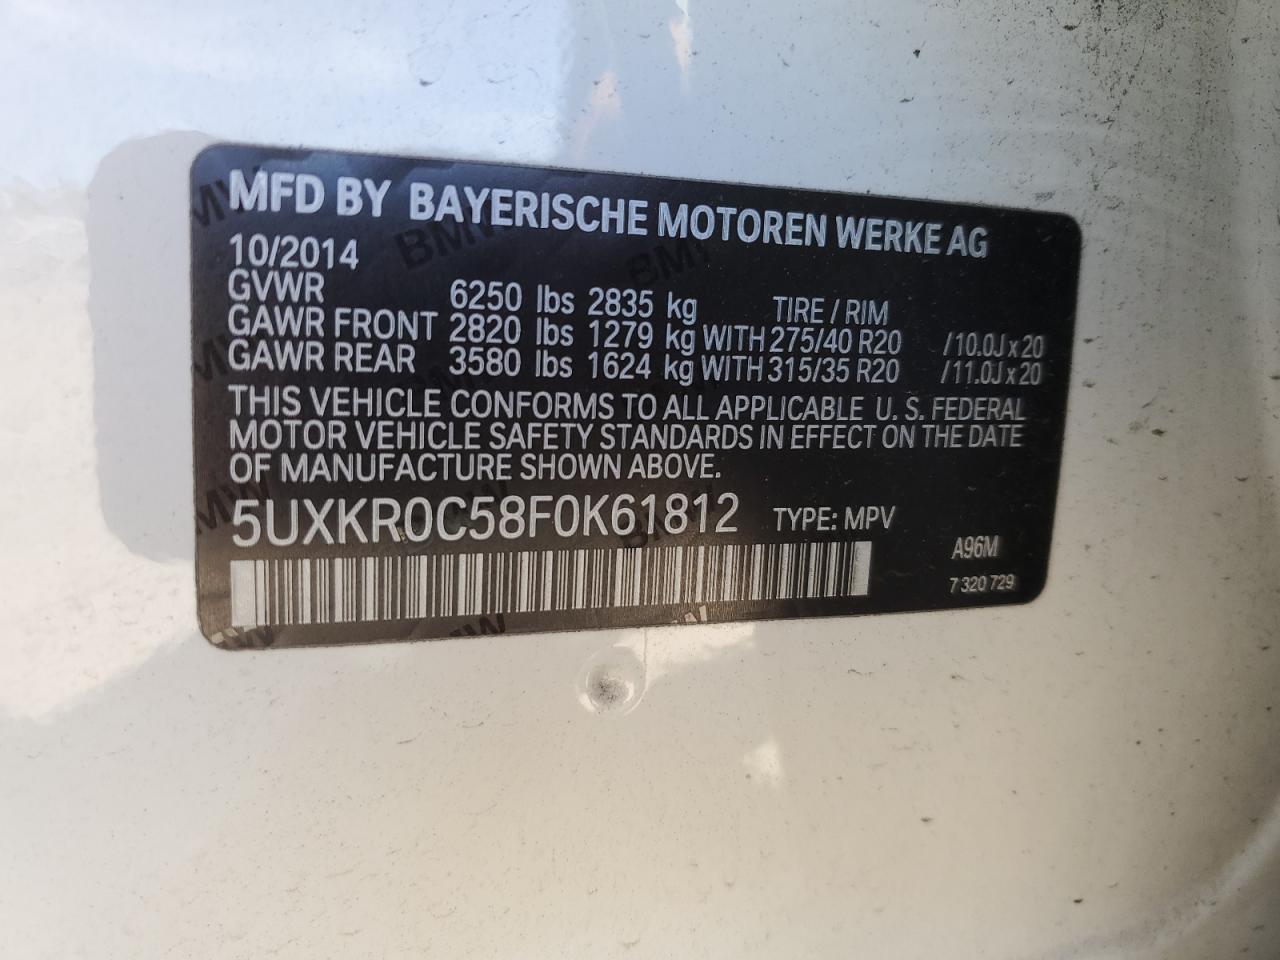 MFD BY BAYERISCHE MOTOREN WERKE AG
10/2014
GVWR 6250 lbs 2835 kg TIRE / RIM
GAWR FRONT 2820 lbs 1279 kg WITH 275/40 R20 /10.0J x 20
GAWR REAR 3580 lbs 1624 kg WITH 315/35 R20 /11.0J x 20
THIS VEHICLE CONFORMS TO ALL APPLICABLE U. S. FEDERAL
MOTOR VEHICLE SAFETY STANDARDS IN EFFECT ON THE DATE
OF MANUFACTURE SHOWN ABOVE.
5UXKR0C58F0K61812 TYPE: MPV
A96M
7 320 729